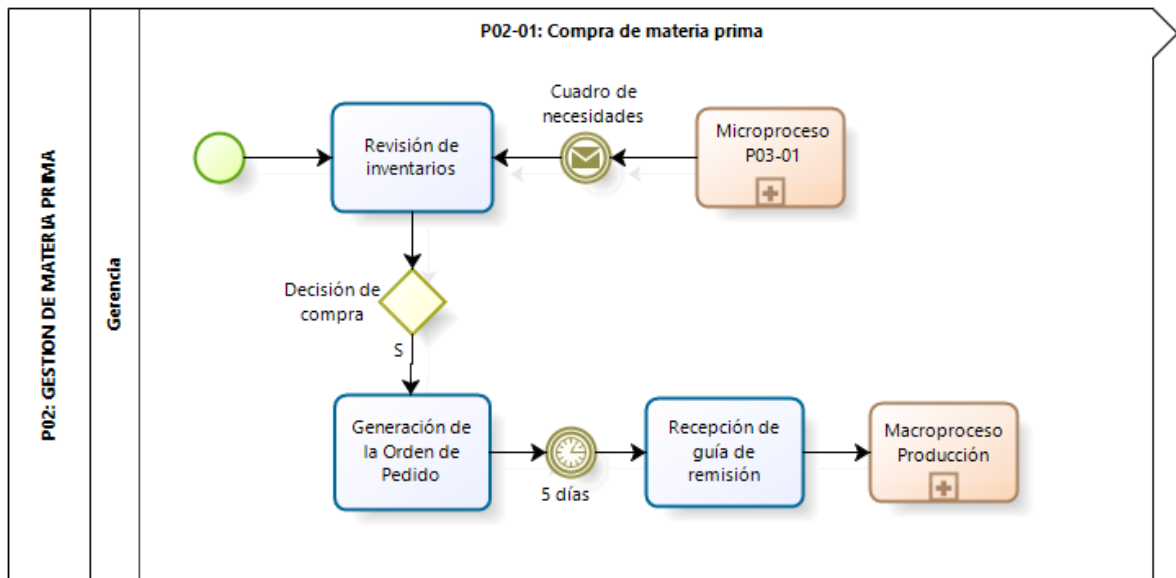 P02: GESTION DE MATERIA PRIMA
Gerencia
P02-01: Compra de materia prima
Revisión de
inventarios
Cuadro de
necesidades
Microproceso
P03-01
Decisión de
compra
S
Generación de
la Orden de
Pedido
5 días
Recepción de
guía de
remisión
Macroproceso
Producción